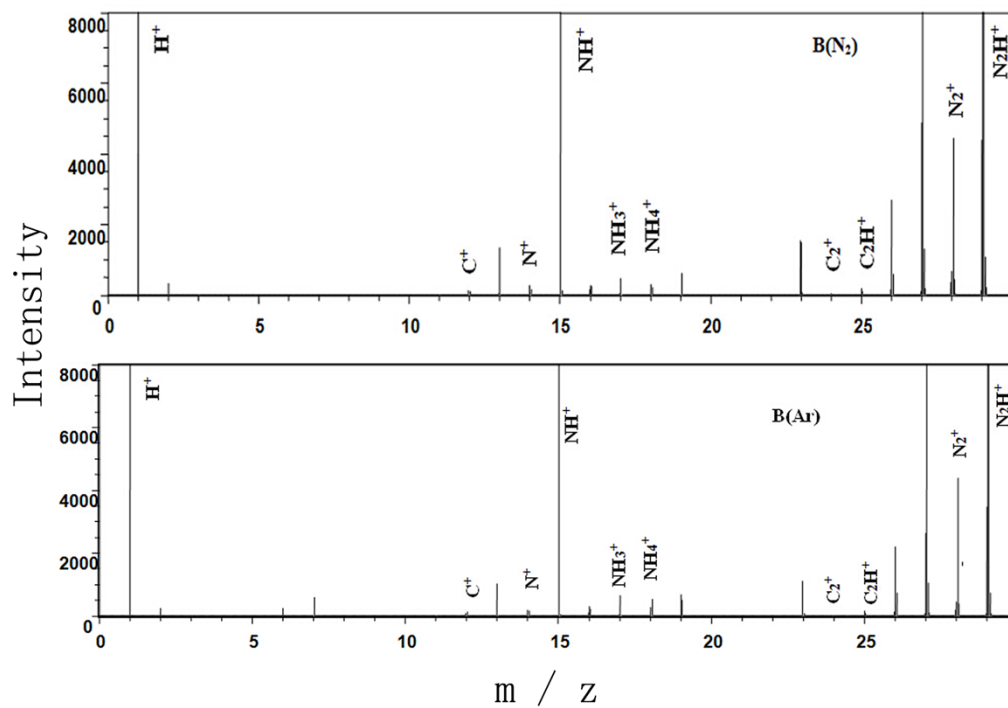 Intensity
8000
6000
4000
2000
0
H+
C+
N+
NH+
NH3+
NH4+
B(N2)
C2+
C2H+
N2+
N2H+
0 5 10 15 20 25
8000
6000
4000
2000
0
H+
C+
N+
NH+
NH3+
NH4+
B(Ar)
C2+
C2H+
N2+
N2H+
0 5 10 15 20 25
m / z